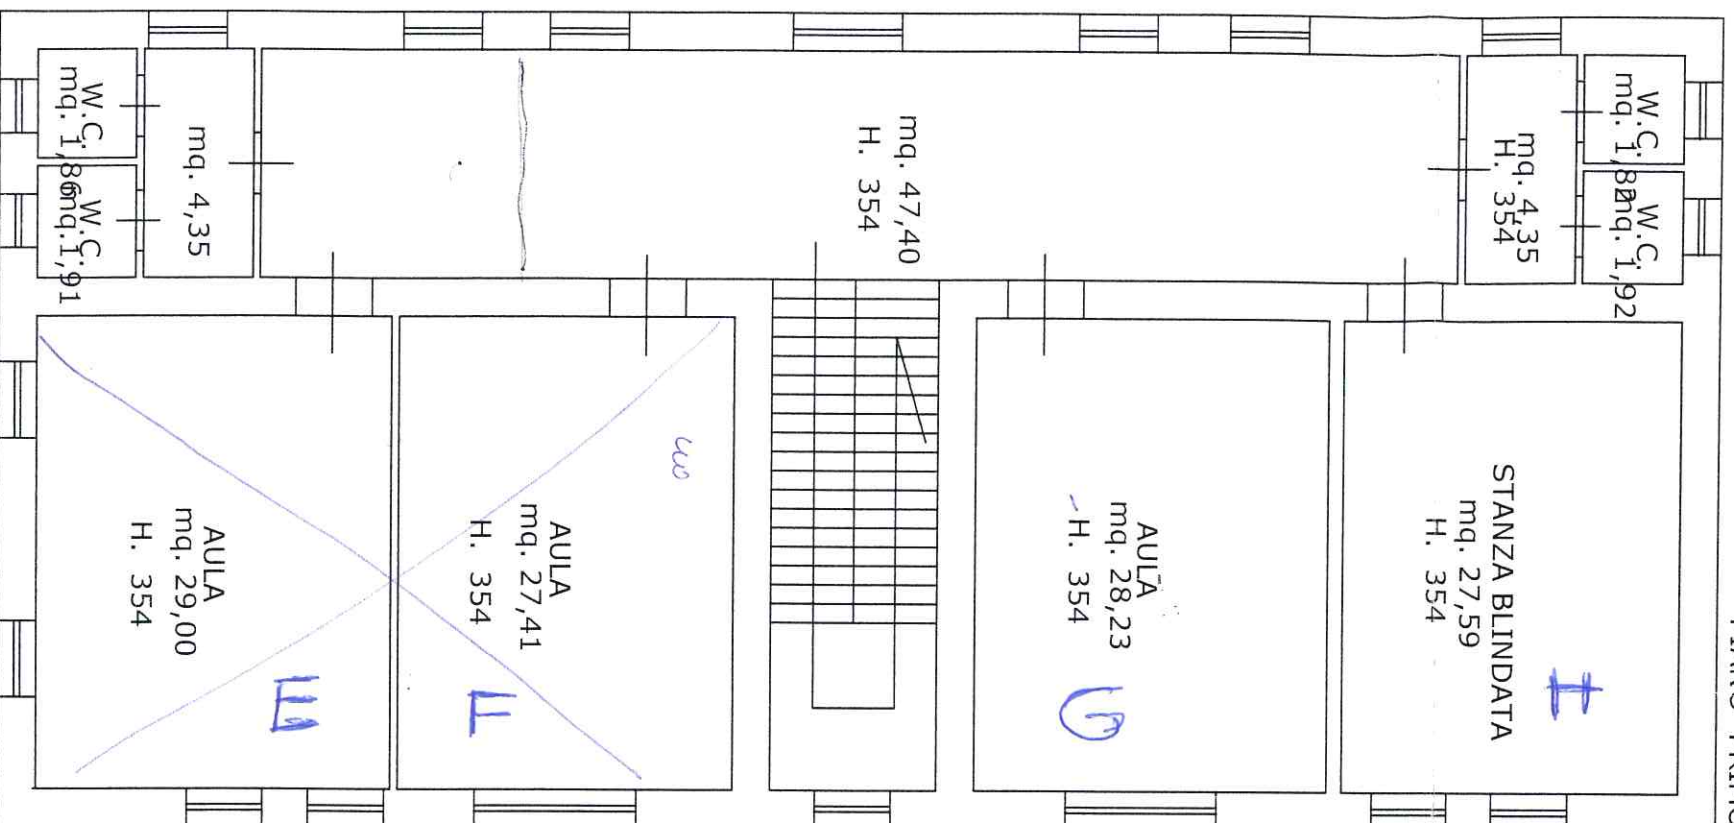 W.C.
mq. 1,86
W.C.
mq.1,91
mq. 4,35
mq. 47,40
H. 354
mq. 4,35
H. 354
W.C.
mq. 1,82
W.C.
mq. 1,92
AULA
mq. 29,00
H. 354
E
AULA
mq. 27,41
H. 354
F
AULA
mq. 28,23
H. 354
G
STANZA BLINDATA
mq. 27,59
H. 354
H